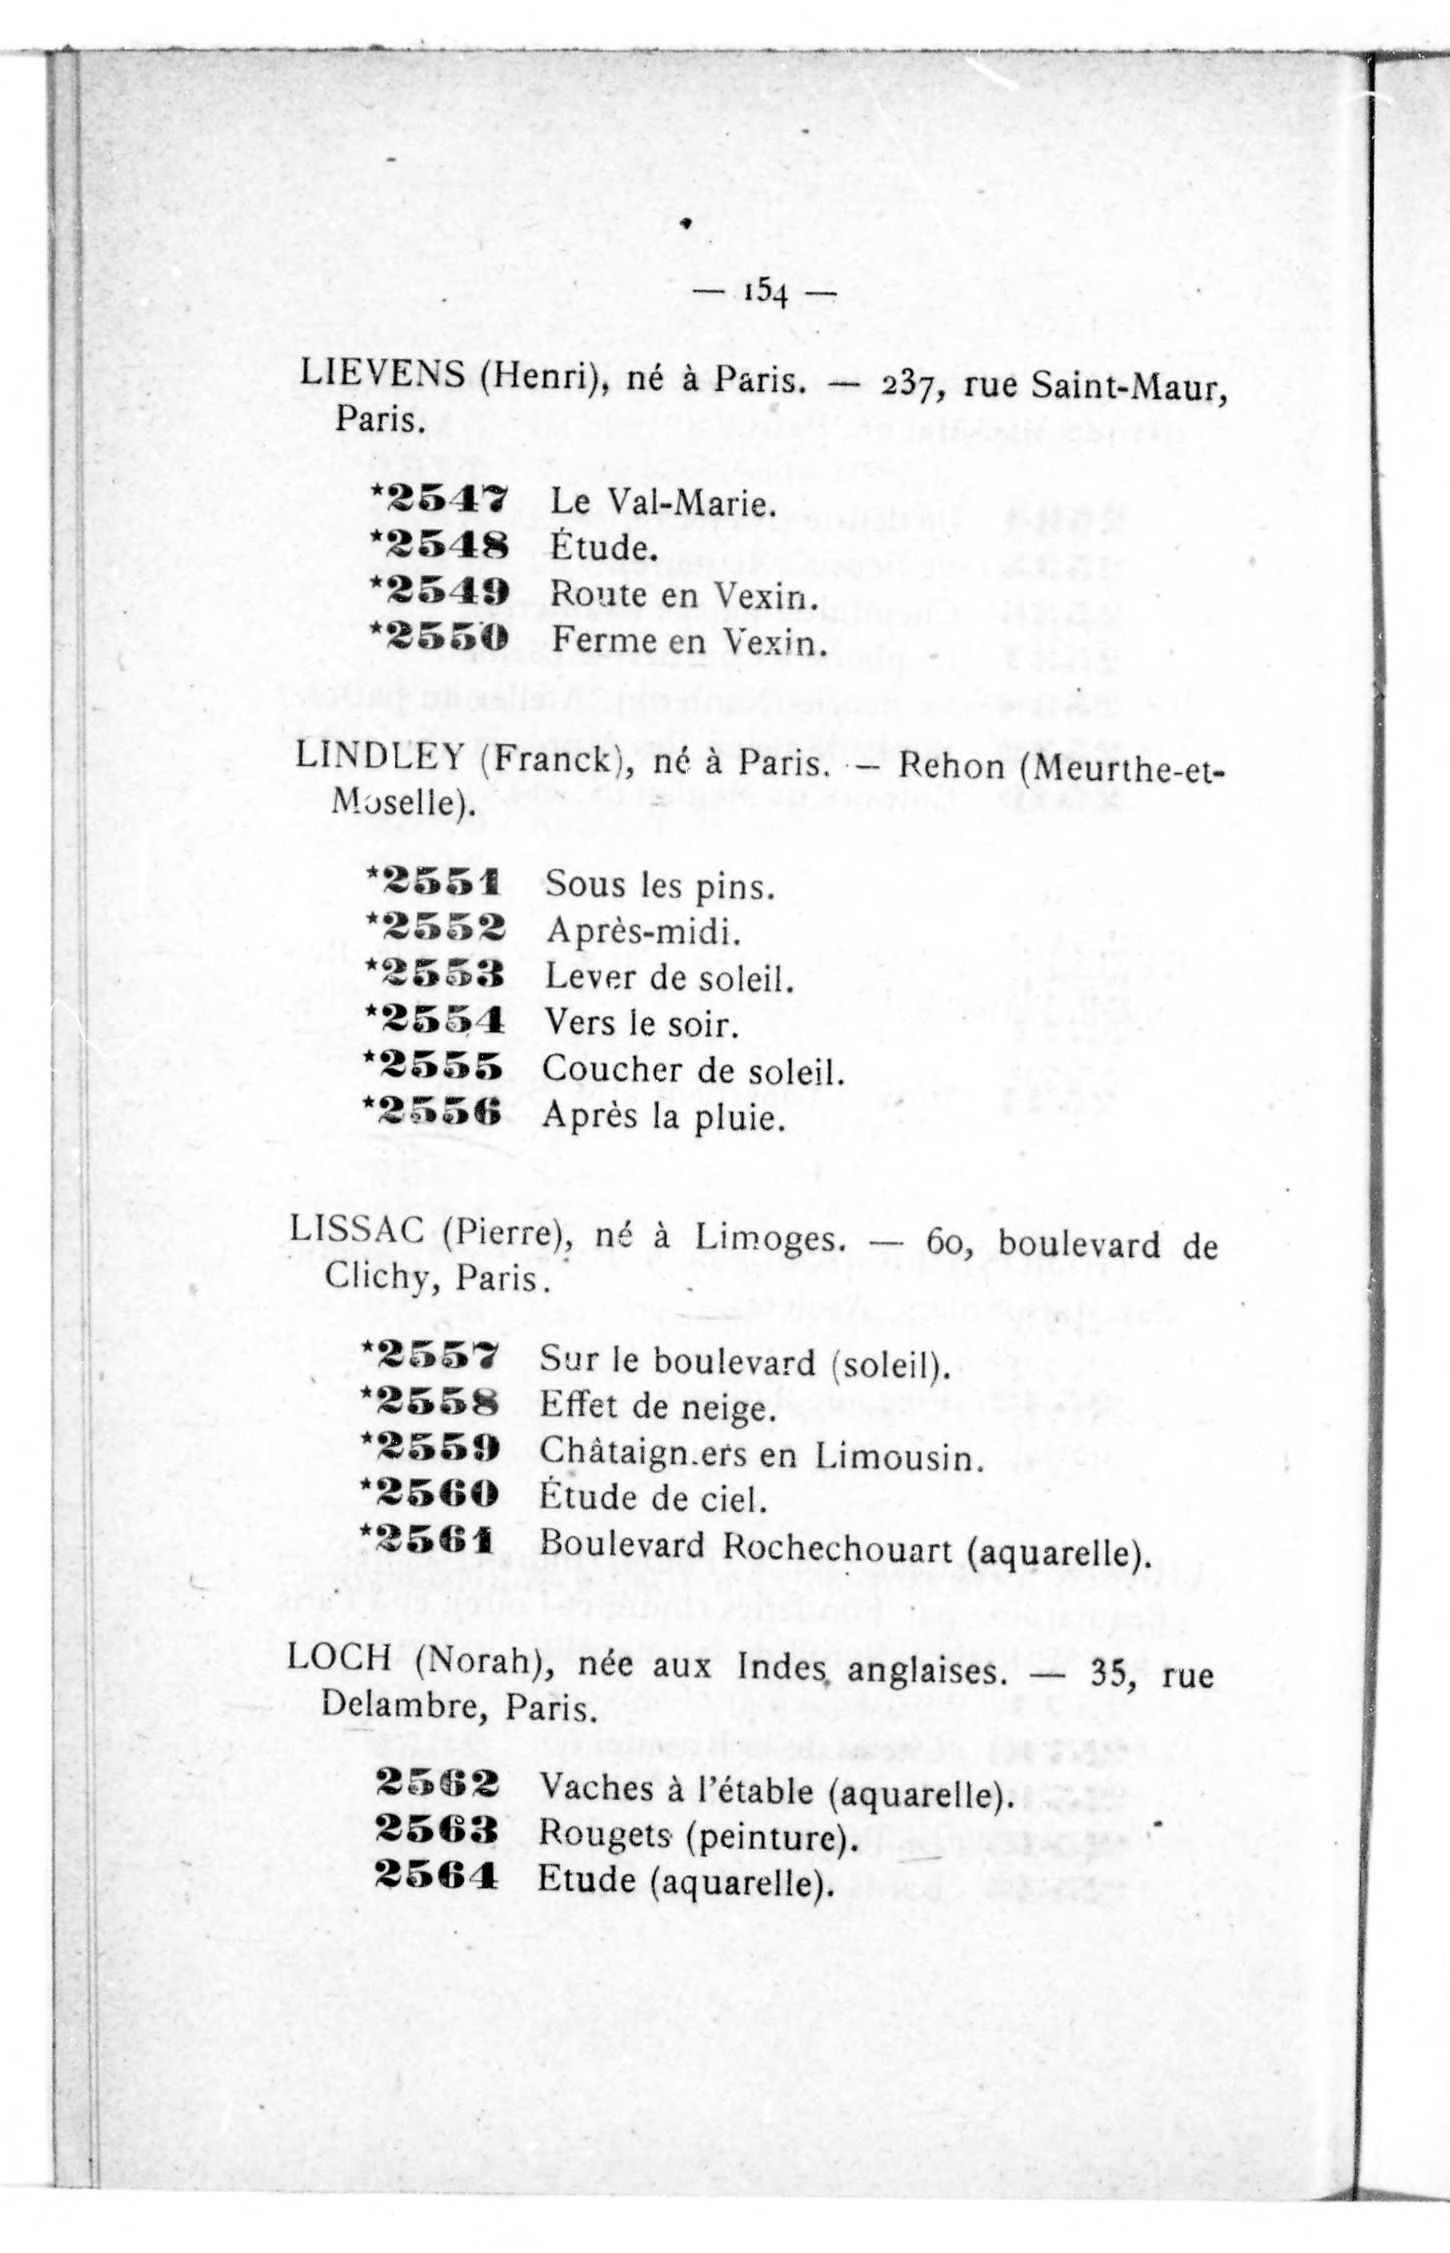 — 154 —
LIEVENS (Henri), né à Paris. — 237, rue Saint-Maur,
Paris.
*2547 Le Val-Marie.
*2548 Étude.
*2549 Route en Vexin.
*2550 Ferme en Vexin.
LINDLEY (Franck), né à Paris. — Rehon (Meurthe-et-
Moselle).
*2551 Sous les pins.
*2552 Après-midi.
*2553 Lever de soleil.
*2554 Vers le soir.
*2555 Coucher de soleil.
*2556 Après la pluie.
LISSAC (Pierre), né à Limoges. — 60, boulevard de
Clichy, Paris.
*2557 Sur le boulevard (soleil).
*2558 Effet de neige.
*2559 Châtaigniers en Limousin.
*2560 Étude de ciel.
*2561 Boulevard Rochechouart (aquarelle).
LOCH (Norah), née aux Indes anglaises. — 35, rue
Delambre, Paris.
2562 Vaches à l'étable (aquarelle).
2563 Rougets (peinture).
2564 Etude (aquarelle).